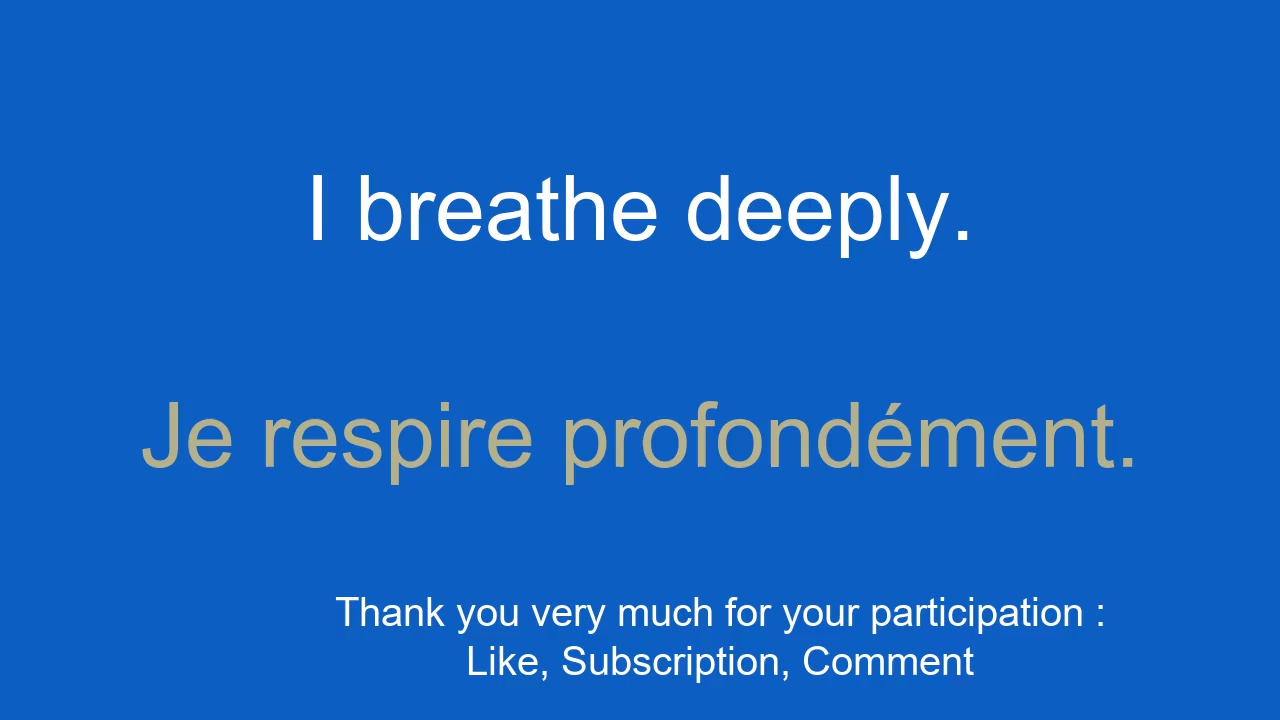 I breathe deeply.
Je respire profondément.
Thank you very much for your participation :
Like, Subscription, Comment